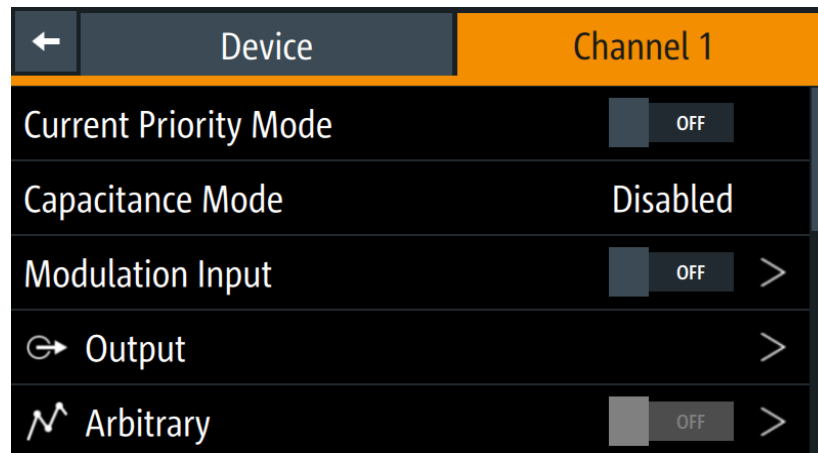 Device Channel 1
Current Priority Mode OFF
Capacitance Mode Disabled
Modulation Input OFF >
Output >
Arbitrary OFF >